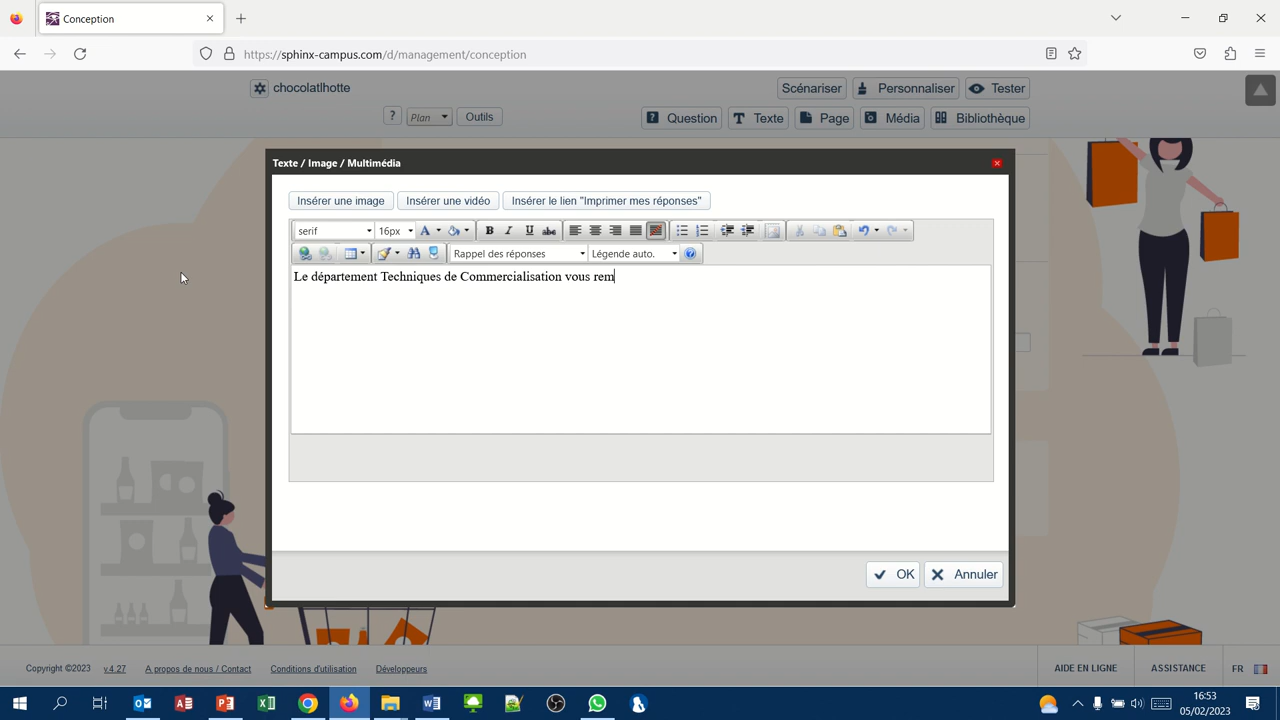 Conception
https://sphinx-campus.com/d/management/conception
chocolatlhotte
Scénariser
Personnaliser
Tester
?
Plan
Outils
Question
Texte
Page
Média
Bibliothèque
Texte / Image / Multimédia
Insérer une image
Insérer une vidéo
Insérer le lien "Imprimer mes réponses"
serif
16px
Rappel des réponses
Légende auto.
Le département Techniques de Commercialisation vous rem
OK
Annuler
Copyright ©2023
v.4.27
A propos de nous / Contact
Conditions d'utilisation
Développeurs
AIDE EN LIGNE
ASSISTANCE
FR
16:53
05/02/2023